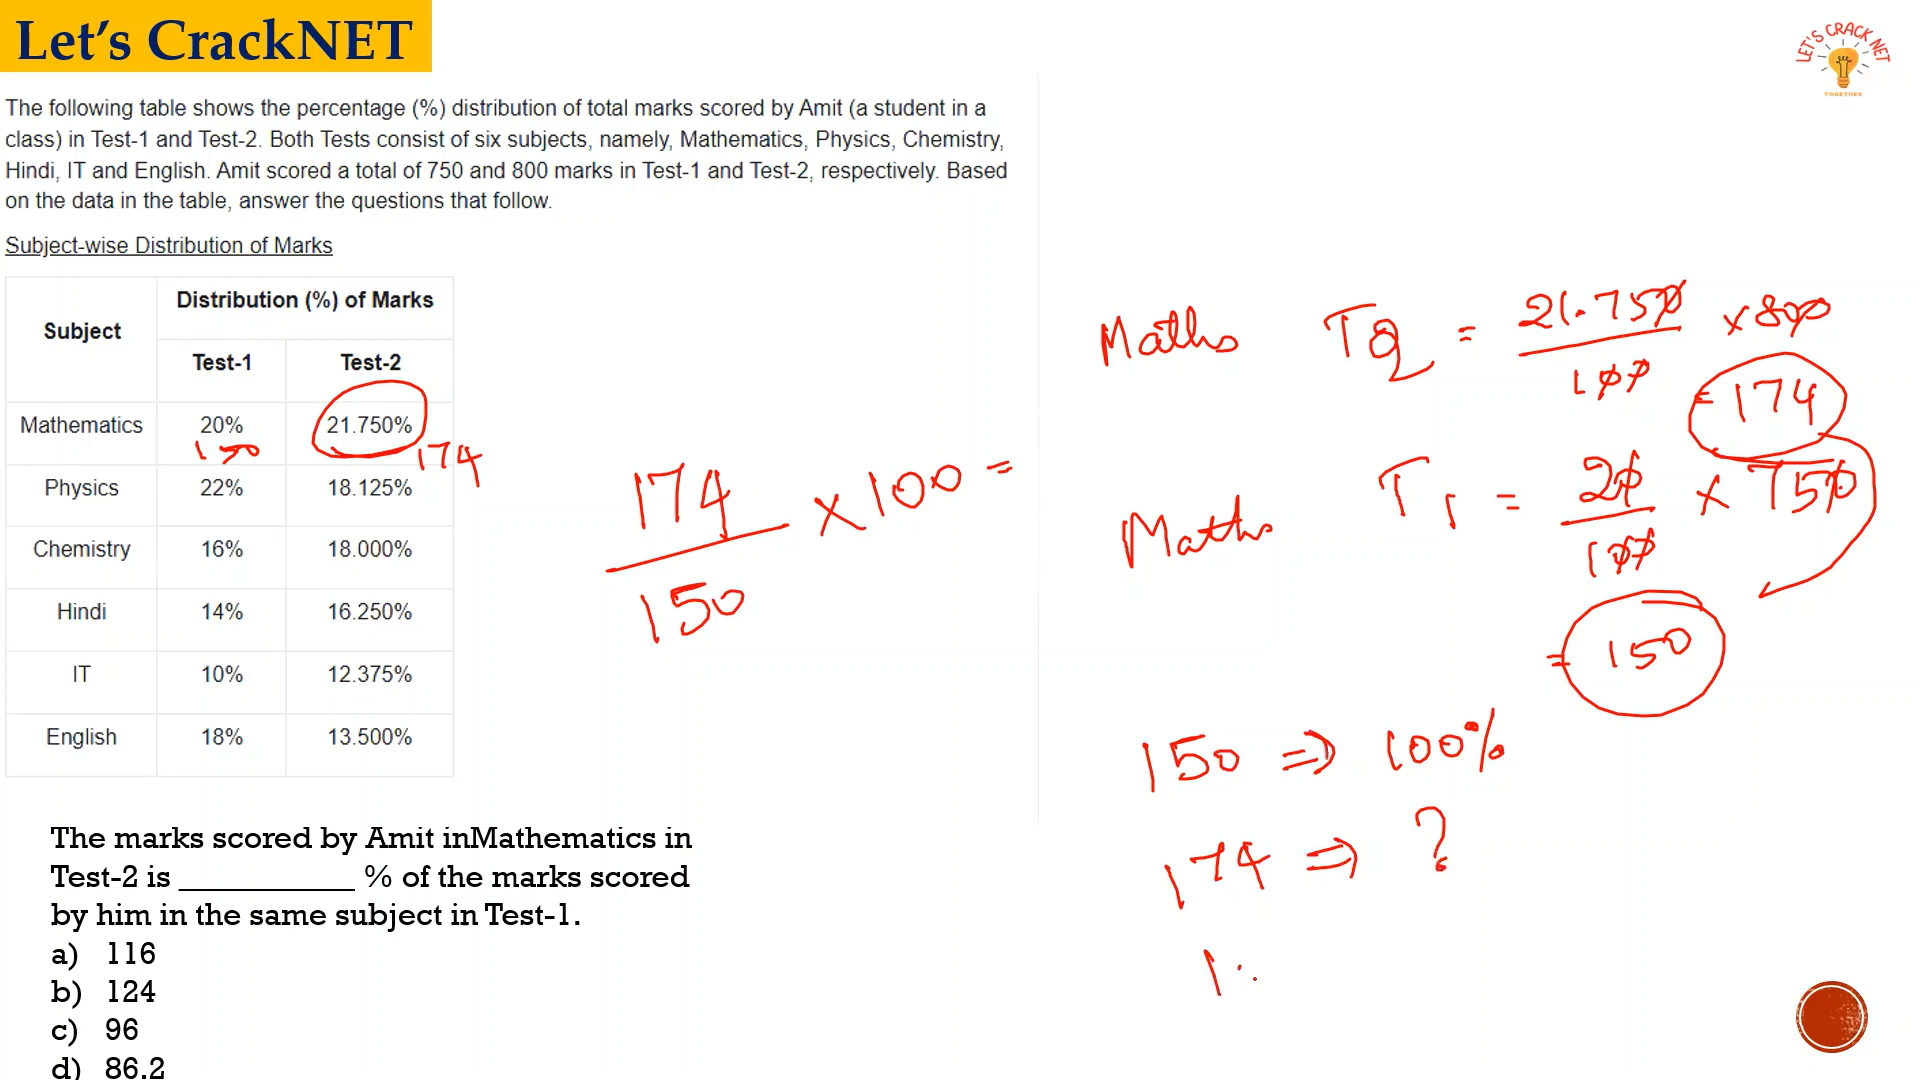 Let's CrackNET
LET'S CRACK NET
TOGETHER
The following table shows the percentage (%) distribution of total marks scored by Amit (a student in a
class) in Test-1 and Test-2. Both Tests consist of six subjects, namely, Mathematics, Physics, Chemistry,
Hindi, IT and English. Amit scored a total of 750 and 800 marks in Test-1 and Test-2, respectively. Based
on the data in the table, answer the questions that follow.
Subject-wise Distribution of Marks
Subject Distribution (%) of Marks
Test-1 Test-2
Mathematics 20% 21.750%
150 174
Physics 22% 18.125%
Chemistry 16% 18.000%
Hindi 14% 16.250%
IT 10% 12.375%
English 18% 13.500%
174
150 × 100 =
Maths T2 = 21.750
100 × 800
= 174
Maths T1 = 20
100 × 750
= 150
150 ⇒ 100%
174 ⇒ ?
The marks scored by Amit inMathematics in
Test-2 is __________ % of the marks scored
by him in the same subject in Test-1.
a) 116
b) 124
c) 96
d) 86.2